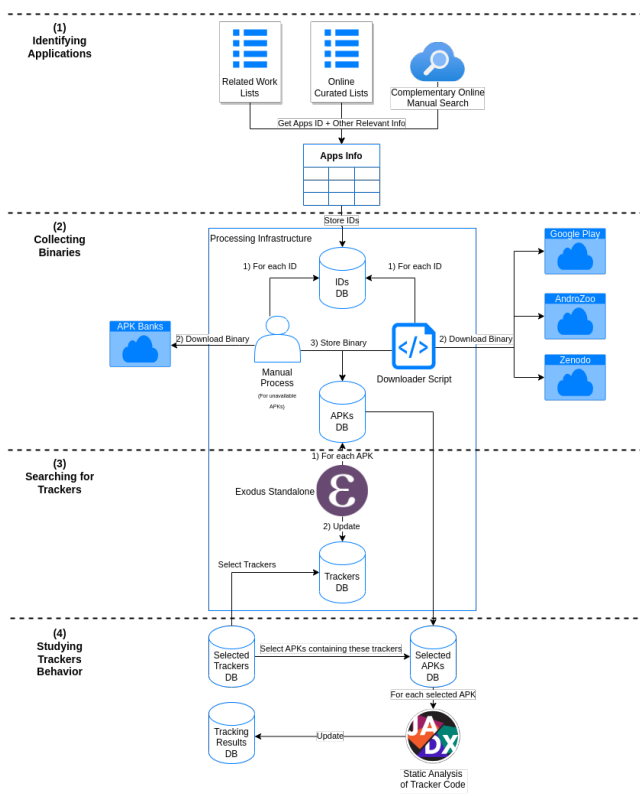 (1)
Identifying
Applications
Related Work
Lists
Online
Curated Lists
Complementary Online
Manual Search
Get Apps ID + Other Relevant Info
Apps Info
Store IDs
(2)
Collecting
Binaries
Processing Infrastructure
Google Play
1) For each ID
1) For each ID
IDs
DB
AndroZoo
APK Banks
2) Download Binary
3) Store Binary
2) Download Binary
Zenodo
Manual
Process
(For unavailable
APKs)
Downloader Script
APKs
DB
(3)
Searching for
Trackers
1) For each APK
Exodus Standalone
2) Update
Select Trackers
Trackers
DB
(4)
Studying
Trackers
Behavior
Selected
Trackers
DB
Select APKs containing these trackers
Selected
APKs
DB
For each selected APK
Tracking
Results
DB
Update
JA
DX
Static Analysis
of Tracker Code